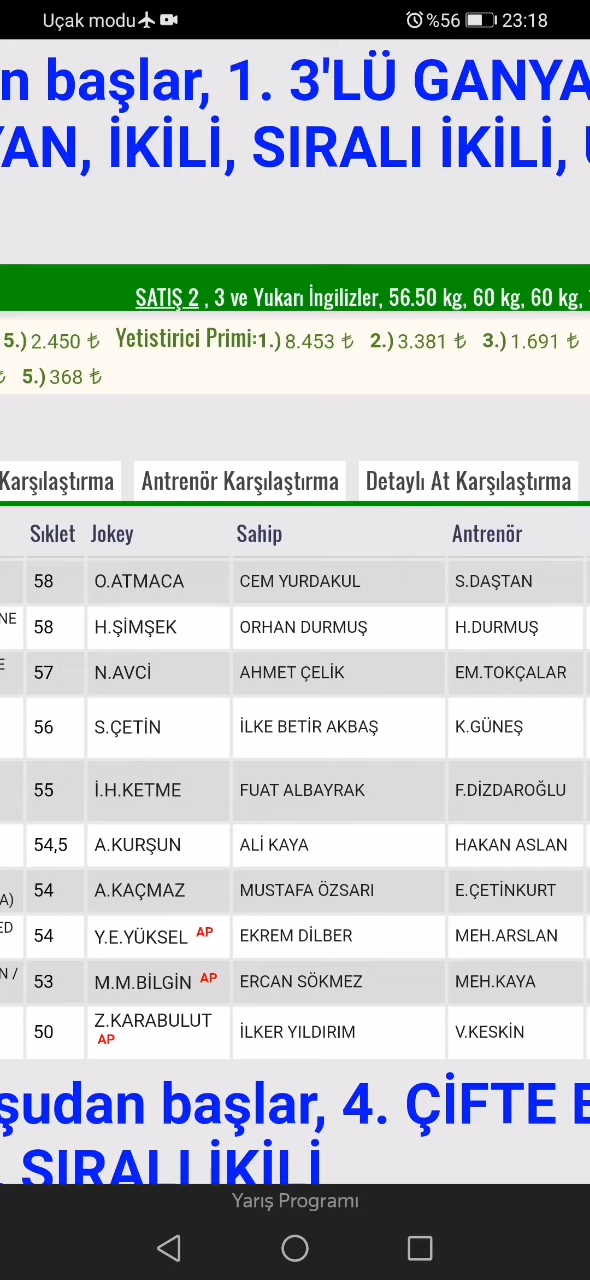 Uçak modu %56 23:18
n başlar, 1. 3'LÜ GANYA
YAN, İKİLİ, SIRALI İKİLİ,
SATIŞ 2 , 3 ve Yukarı İngilizler, 56.50 kg, 60 kg, 60 kg,
5.) 2.450 ₺ Yetistirici Primi:1.) 8.453 ₺ 2.) 3.381 ₺ 3.) 1.691 ₺
₺ 5.) 368 ₺
Karşılaştırma Antrenör Karşılaştırma Detaylı At Karşılaştırma
Sıklet Jokey Sahip Antrenör
58 O.ATMACA CEM YURDAKUL S.DAŞTAN
NE 58 H.ŞİMŞEK ORHAN DURMUŞ H.DURMUŞ
E 57 N.AVCİ AHMET ÇELİK EM.TOKÇALAR
56 S.ÇETİN İLKE BETİR AKBAŞ K.GÜNEŞ
55 İ.H.KETME FUAT ALBAYRAK F.DİZDAROĞLU
54,5 A.KURŞUN ALİ KAYA HAKAN ASLAN
A) 54 A.KAÇMAZ MUSTAFA ÖZSARI E.ÇETİNKURT
ED 54 Y.E.YÜKSEL AP EKREM DİLBER MEH.ARSLAN
N / 53 M.M.BİLGİN AP ERCAN SÖKMEZ MEH.KAYA
50 Z.KARABULUT AP İLKER YILDIRIM V.KESKİN
şudan başlar, 4. ÇİFTE B
. SIRALI İKİLİ
Yarış Programı